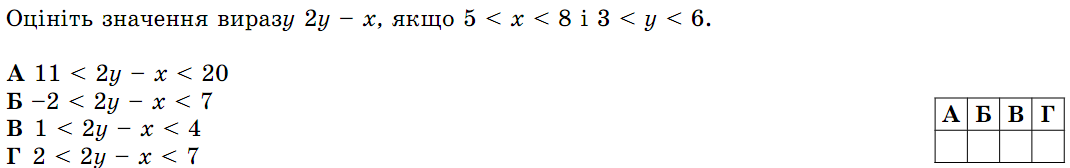 Оцініть значення виразу 2y − x, якщо 5 < x < 8 і 3 < y < 6.
А 11 < 2y − x < 20
Б −2 < 2y − x < 7
В 1 < 2y − x < 4
Г 2 < 2y − x < 7
А Б В Г